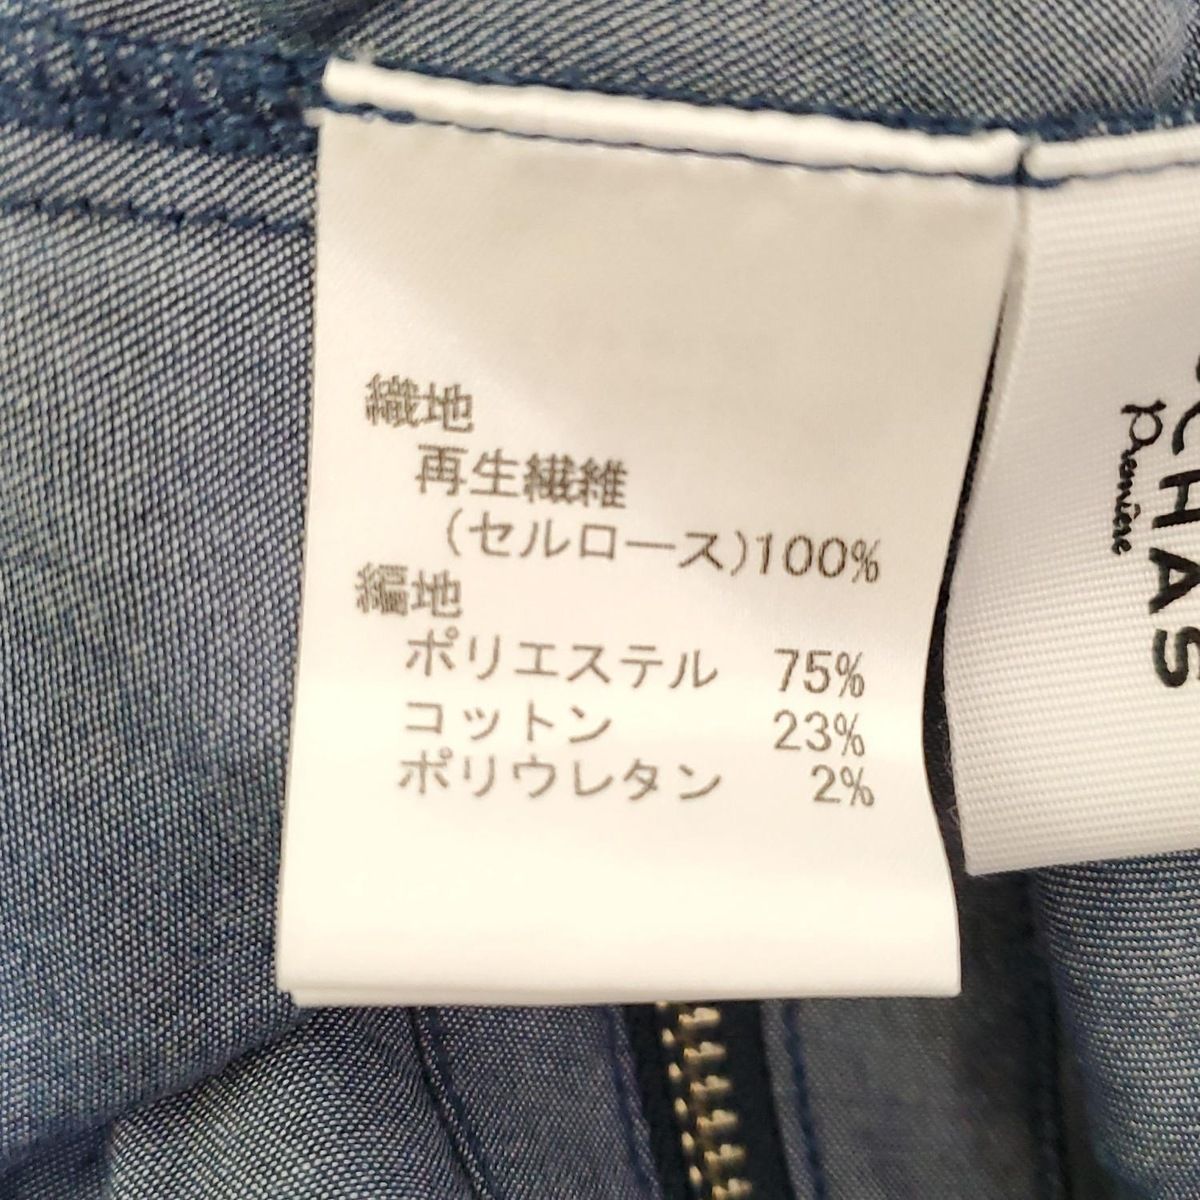 織地
再生繊維
(セルロース)100%
編地
ポリエステル 75%
コットン 23%
ポリウレタン 2%
CHAS
Première